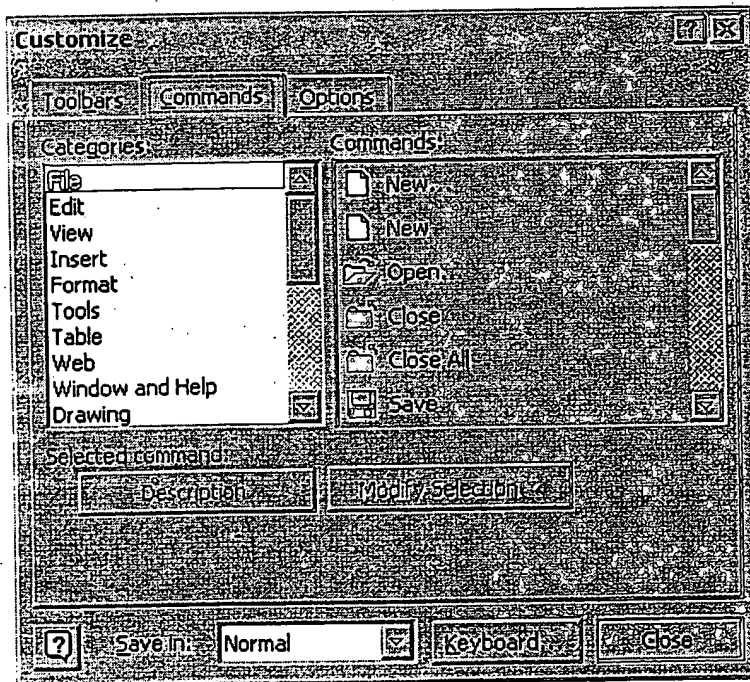 Customize
Toolbars Commands Options
Categories: Commands:
File
Edit
View
Insert
Format
Tools
Table
Web
Window and Help
Drawing
New...
New
Open...
Close
Close All
Save
Selected command:
Description Modify Selection
Save in: Normal Keyboard... Close